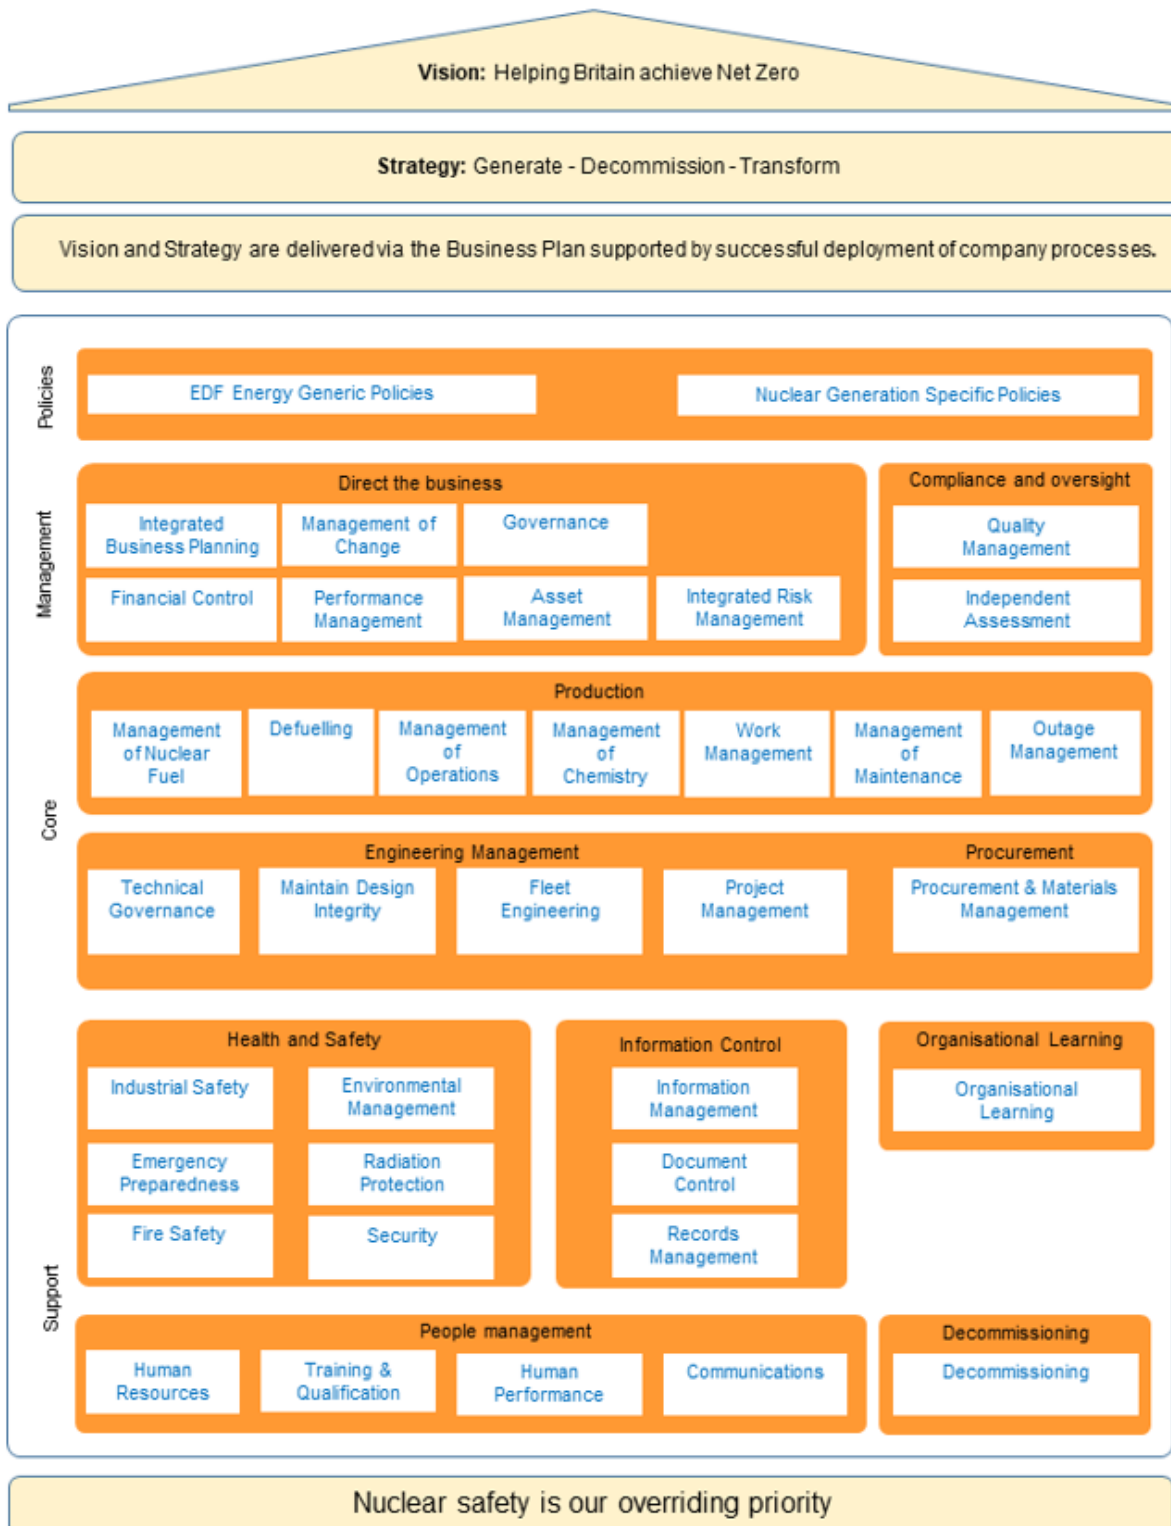 Vision: Helping Britain achieve Net Zero
Strategy: Generate - Decommission - Transform
Vision and Strategy are delivered via the Business Plan supported by successful deployment of company processes.
Policies
EDF Energy Generic Policies
Nuclear Generation Specific Policies
Management
Direct the business
Integrated
Business Planning
Management of
Change
Governance
Financial Control
Performance
Management
Asset
Management
Integrated Risk
Management
Compliance and oversight
Quality
Management
Independent
Assessment
Core
Production
Management
of Nuclear
Fuel
Defuelling
Management
of
Operations
Management
of
Chemistry
Work
Management
Management
of
Maintenance
Outage
Management
Engineering Management
Technical
Governance
Maintain Design
Integrity
Fleet
Engineering
Project
Management
Procurement
Procurement & Materials
Management
Support
Health and Safety
Industrial Safety
Environmental
Management
Emergency
Preparedness
Radiation
Protection
Fire Safety
Security
Information Control
Information
Management
Document
Control
Records
Management
Organisational Learning
Organisational
Learning
People management
Human
Resources
Training &
Qualification
Human
Performance
Communications
Decommissioning
Decommissioning
Nuclear safety is our overriding priority